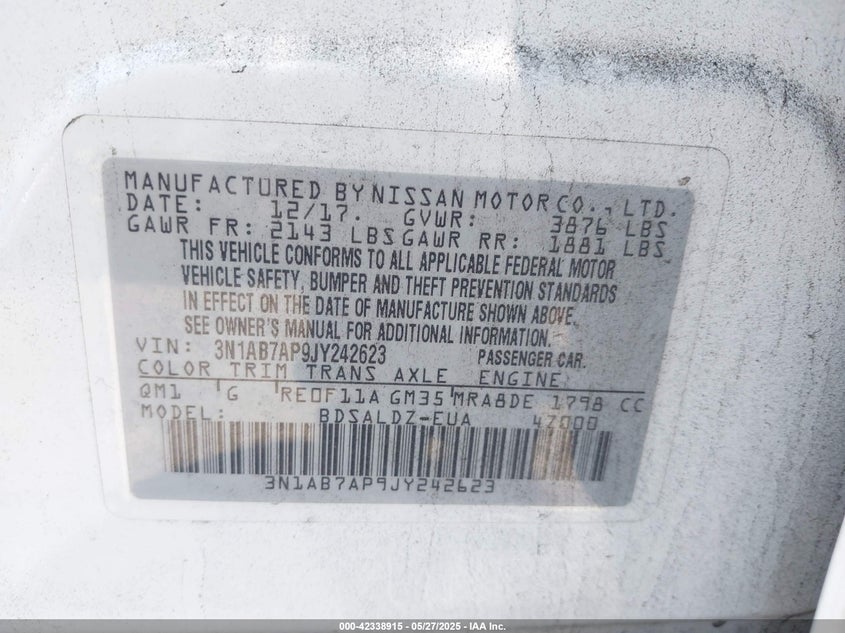 MANUFACTURED BY NISSAN MOTOR CO., LTD.
DATE: 12/17. GVWR: 3876 LBS
GAWR FR: 2143 LBS GAWR RR: 1881 LBS
THIS VEHICLE CONFORMS TO ALL APPLICABLE FEDERAL MOTOR
VEHICLE SAFETY, BUMPER AND THEFT PREVENTION STANDARDS
IN EFFECT ON THE DATE OF MANUFACTURE SHOWN ABOVE.
SEE OWNER'S MANUAL FOR ADDITIONAL INFORMATION.
VIN: 3N1AB7AP9JY242623 PASSENGER CAR.
COLOR TRIM TRANS AXLE ENGINE
QM1 G RE0F11A GM35 MRA8DE 1798 CC
MODEL: BDSALDZ-EUA 47000
3N1AB7AP9JY242623
000-42338915 - 05/27/2025 - IAA Inc.